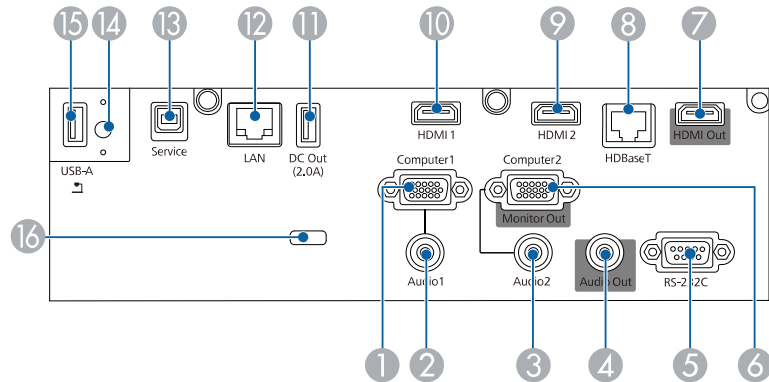 15 14 13 12 11 10 9 8 7
USB-A
Service
LAN
DC Out
(2.0A)
HDMI 1
HDMI 2
HDBaseT
HDMI Out
Computer1
Computer2
Monitor Out
16
Audio1
Audio2
Audio Out
RS-232C
1 2 3 4 5 6